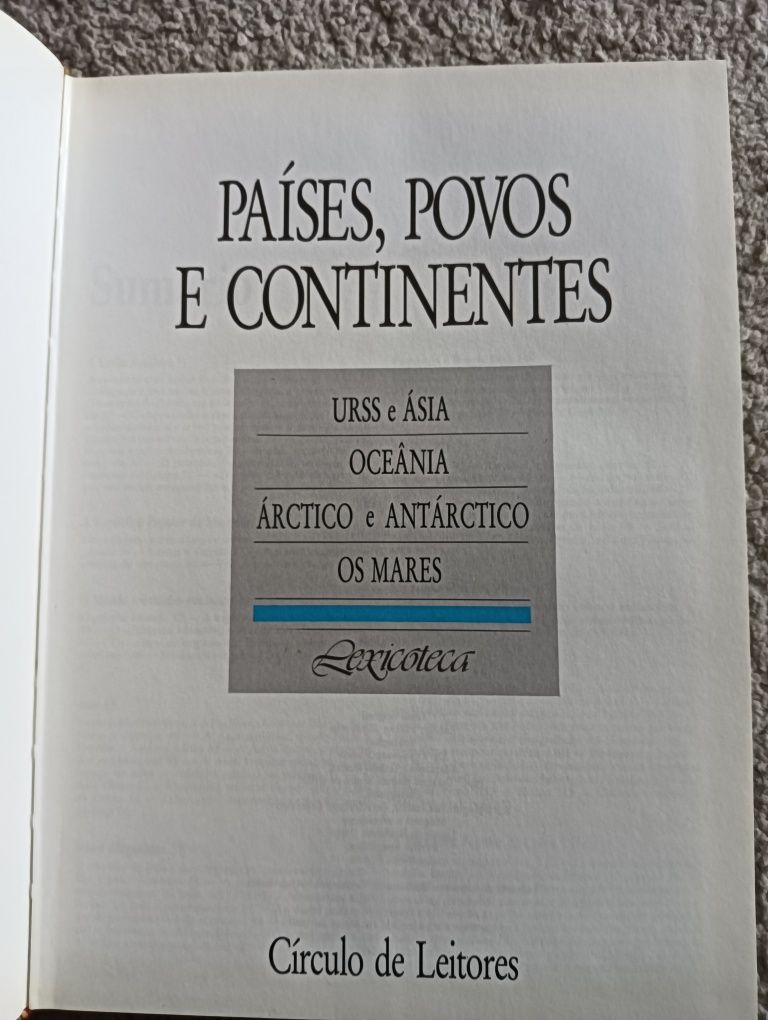 PAÍSES, POVOS
E CONTINENTES
URSS e ÁSIA
OCEÂNIA
ÁRCTICO e ANTÁRCTICO
OS MARES
Lexicoteca
Círculo de Leitores